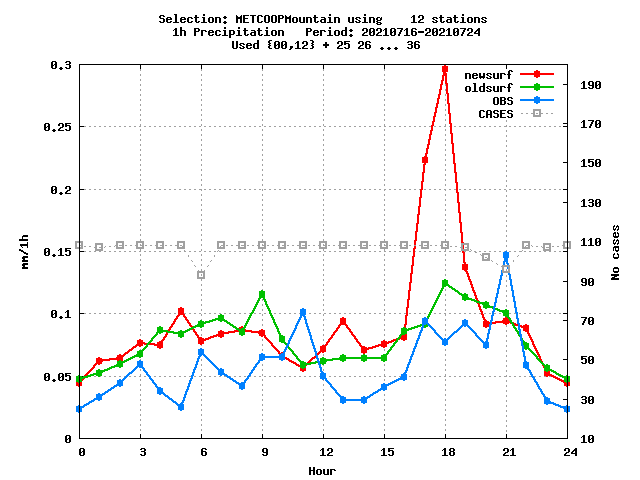 Selection: METCOOPMountain using    12 stations
1h Precipitation   Period: 20210716-20210724
Used {00,12} + 25 26 ... 36
newsurf
oldsurf
OBS
CASES
0.3
0.25
0.2
0.15
0.1
0.05
0
mm/1h
190
170
150
130
110
90
70
50
30
10
No cases
0 3 6 9 12 15 18 21 24
Hour